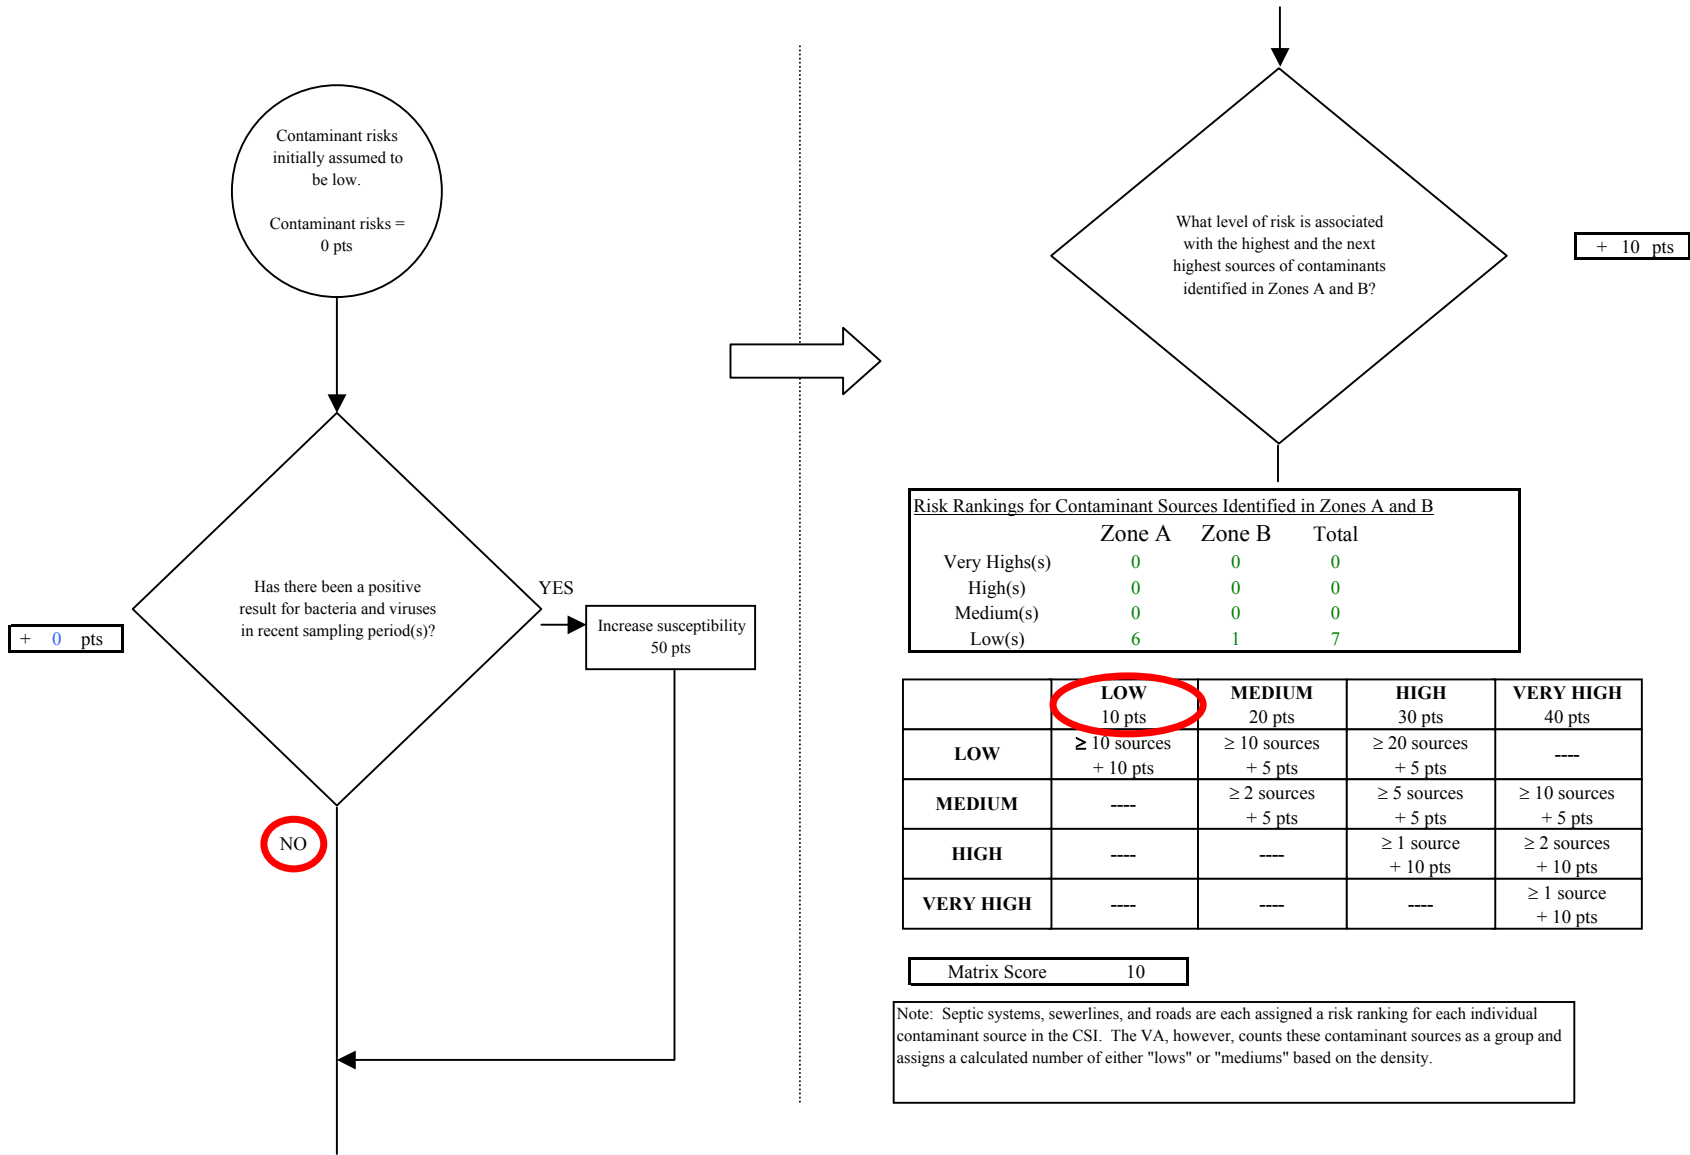 Contaminant risks
initially assumed to
be low.
Contaminant risks =
0 pts
Has there been a positive
result for bacteria and viruses
in recent sampling period(s)?
YES
+ 0 pts
Increase susceptibility
50 pts
NO
What level of risk is associated
with the highest and the next
highest sources of contaminants
identified in Zones A and B?
+ 10 pts
Risk Rankings for Contaminant Sources Identified in Zones A and B
Zone A Zone B Total
Very Highs(s) 0 0 0
High(s) 0 0 0
Medium(s) 0 0 0
Low(s) 6 1 7
LOW MEDIUM HIGH VERY HIGH
10 pts 20 pts 30 pts 40 pts
LOW ≥ 10 sources ≥ 10 sources ≥ 20 sources ----
+ 10 pts + 5 pts + 5 pts
MEDIUM ---- ≥ 2 sources ≥ 5 sources ≥ 10 sources
+ 5 pts + 5 pts + 5 pts
HIGH ---- ---- ≥ 1 source ≥ 2 sources
+ 10 pts + 10 pts
VERY HIGH ---- ---- ---- ≥ 1 source
+ 10 pts
Matrix Score 10
Note: Septic systems, sewerlines, and roads are each assigned a risk ranking for each individual
contaminant source in the CSI. The VA, however, counts these contaminant sources as a group and
assigns a calculated number of either "lows" or "mediums" based on the density.